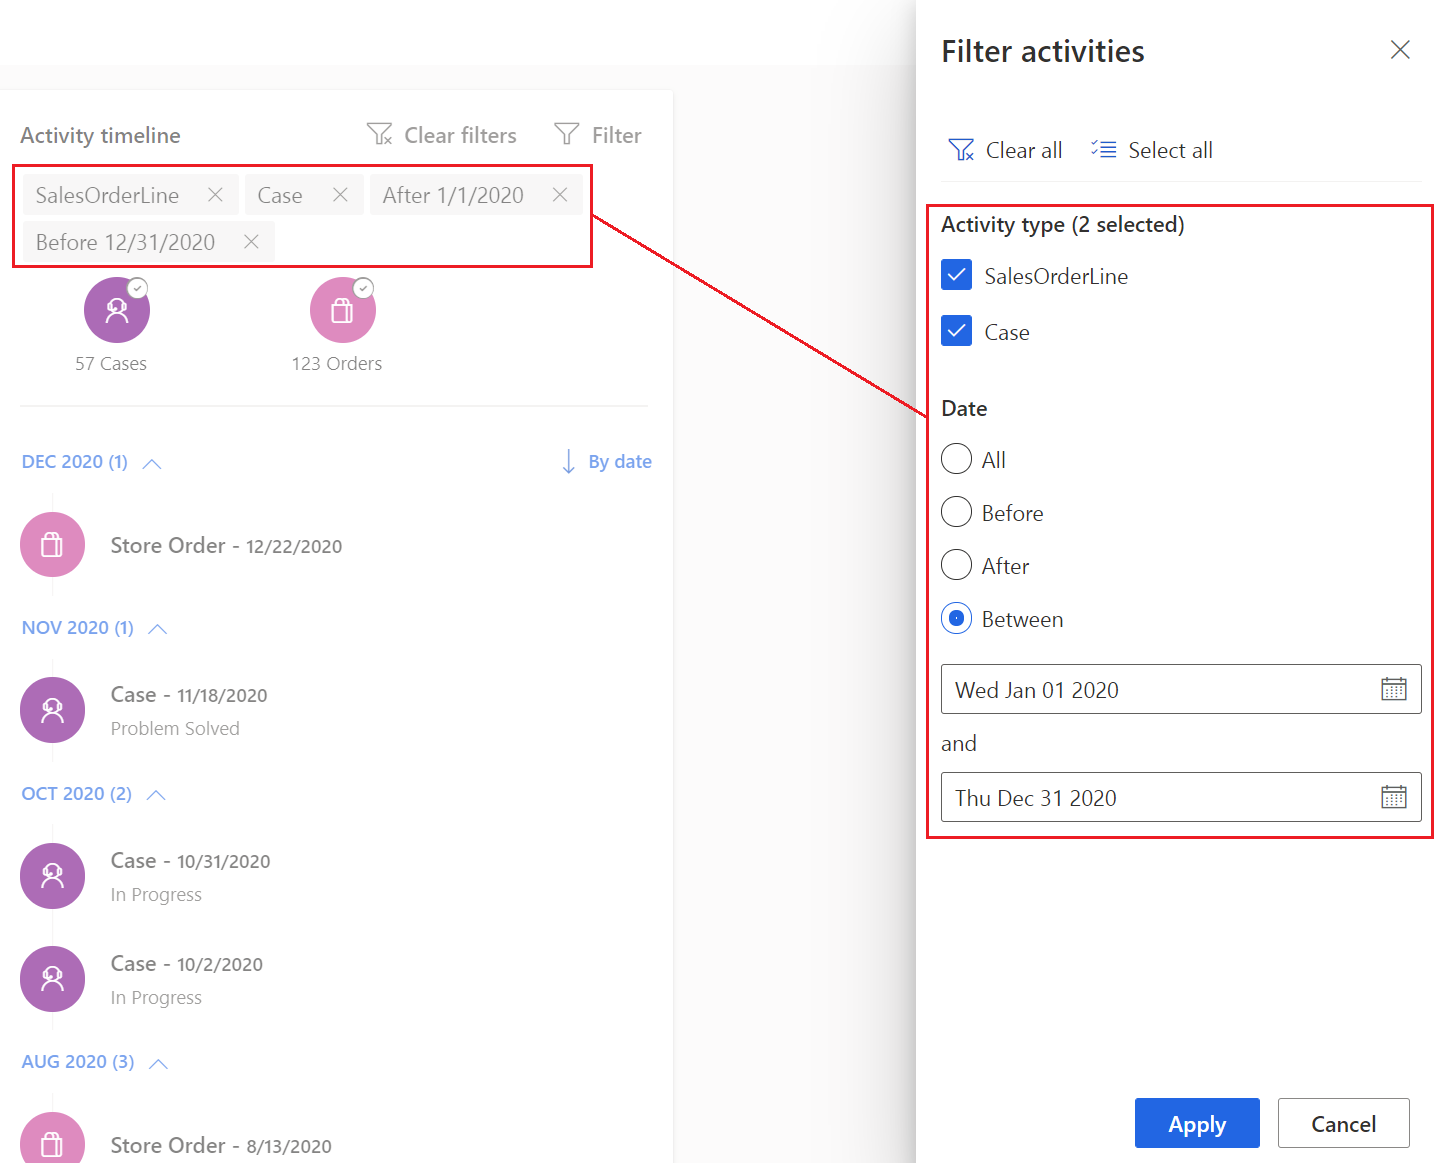 Activity timeline
Clear filters
Filter
SalesOrderLine
Case
After 1/1/2020
Before 12/31/2020
57 Cases
123 Orders
DEC 2020 (1)
By date
Store Order - 12/22/2020
NOV 2020 (1)
Case - 11/18/2020
Problem Solved
OCT 2020 (2)
Case - 10/31/2020
In Progress
Case - 10/2/2020
In Progress
AUG 2020 (3)
Store Order - 8/13/2020
Filter activities
Clear all
Select all
Activity type (2 selected)
SalesOrderLine
Case
Date
All
Before
After
Between
Wed Jan 01 2020
and
Thu Dec 31 2020
Apply
Cancel